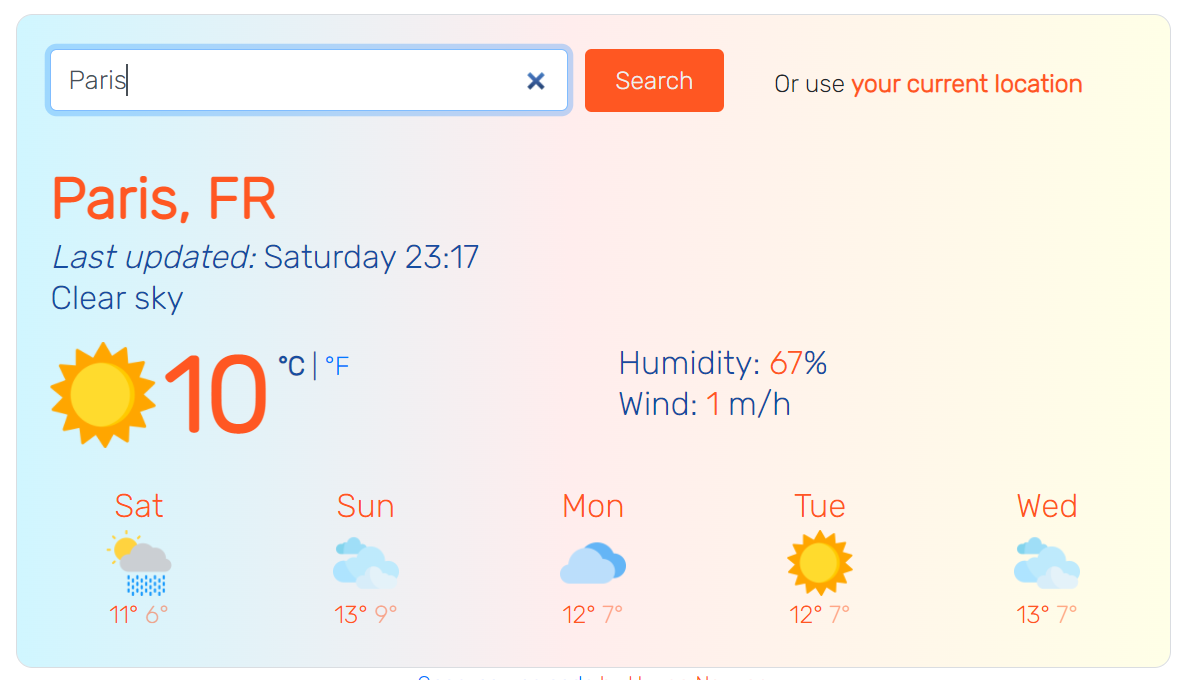 Paris
Search
Or use your current location
Paris, FR
Last updated: Saturday 23:17
Clear sky
10 °C | °F
Humidity: 67%
Wind: 1 m/h
Sat
Sun
Mon
Tue
Wed
11° 6°
13° 9°
12° 7°
12° 7°
13° 7°